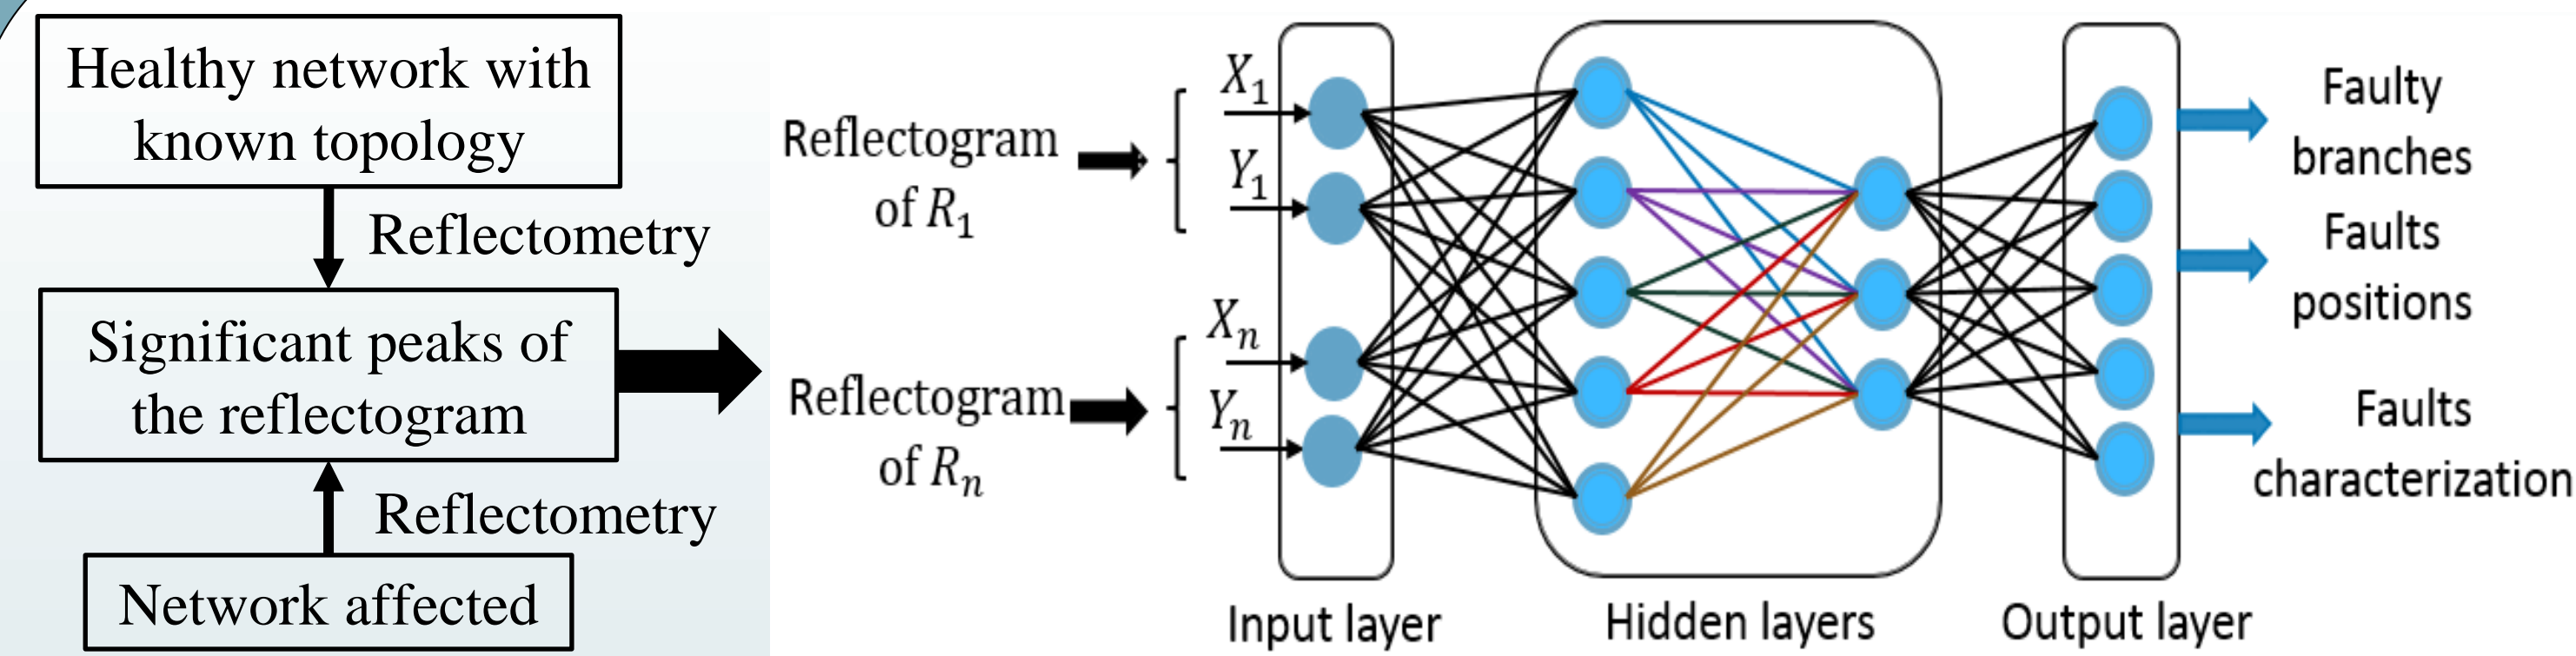 Healthy network with
known topology
Reflectometry
Significant peaks of
the reflectogram
Reflectometry
Network affected
Reflectogram
of R₁
X₁
Y₁
Reflectogram
of Rₙ
Xₙ
Yₙ
Input layer
Hidden layers
Output layer
Faulty
branches
Faults
positions
Faults
characterization